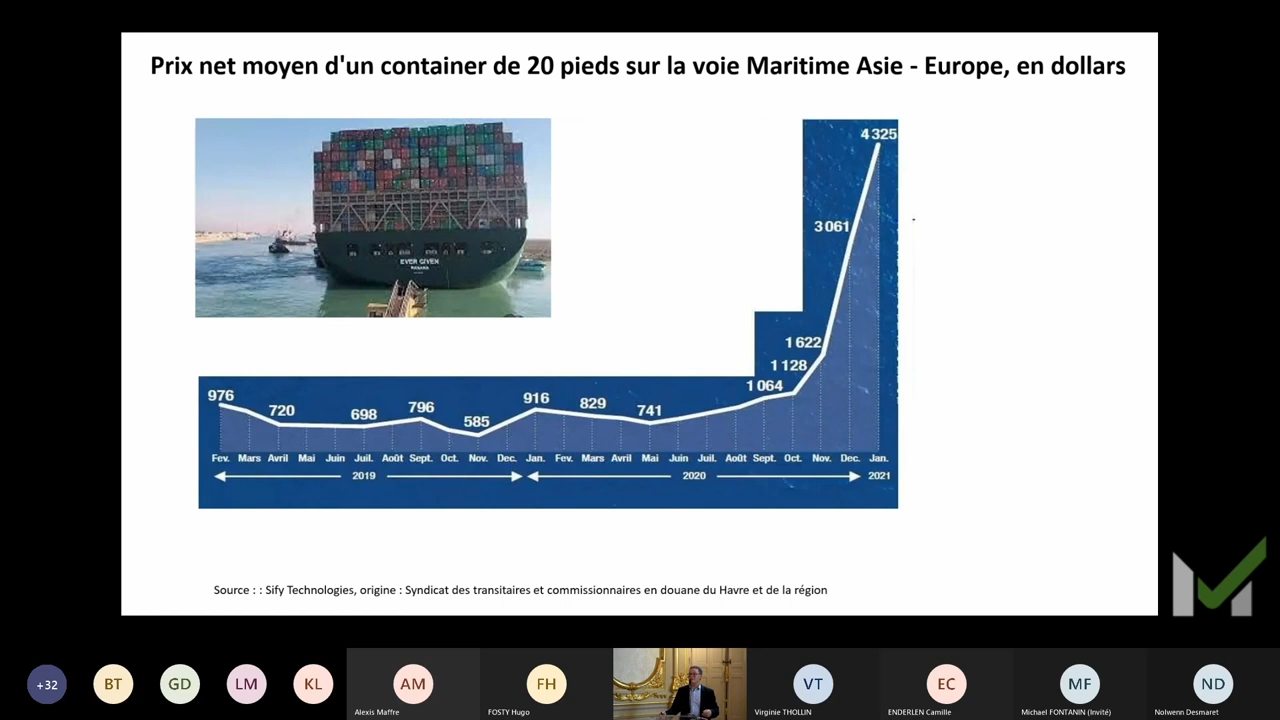 Prix net moyen d'un container de 20 pieds sur la voie Maritime Asie - Europe, en dollars
EVER GIVEN
PANAMA
4 325
3 061
1 622
1 128
1 064
976
720
698
796
585
916
829
741
Fev. Mars Avril Mai Juin Juil. Août Sept. Oct. Nov. Dec. Jan. Fev. Mars Avril Mai Juin Juil. Août Sept. Oct. Nov. Dec. Jan.
2019 2020 2021
Source : : Sify Technologies, origine : Syndicat des transitaires et commissionnaires en douane du Havre et de la région
+32 BT GD LM KL AM FH VT EC MF ND
Alexis Maffre FOSTY Hugo Virginie THOLLIN ENDERLEN Camille Michael FONTANIN (Invité) Nolwenn Desmaret